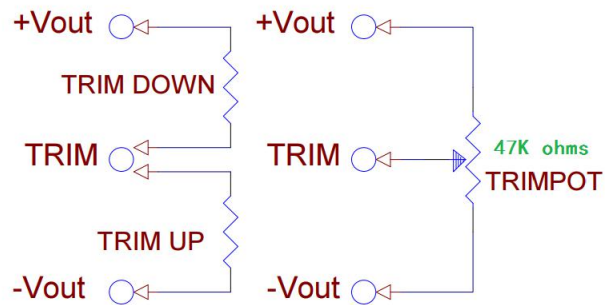 +Vout
TRIM DOWN
TRIM
TRIM UP
-Vout
+Vout
TRIM
47K ohms
TRIMPOT
-Vout